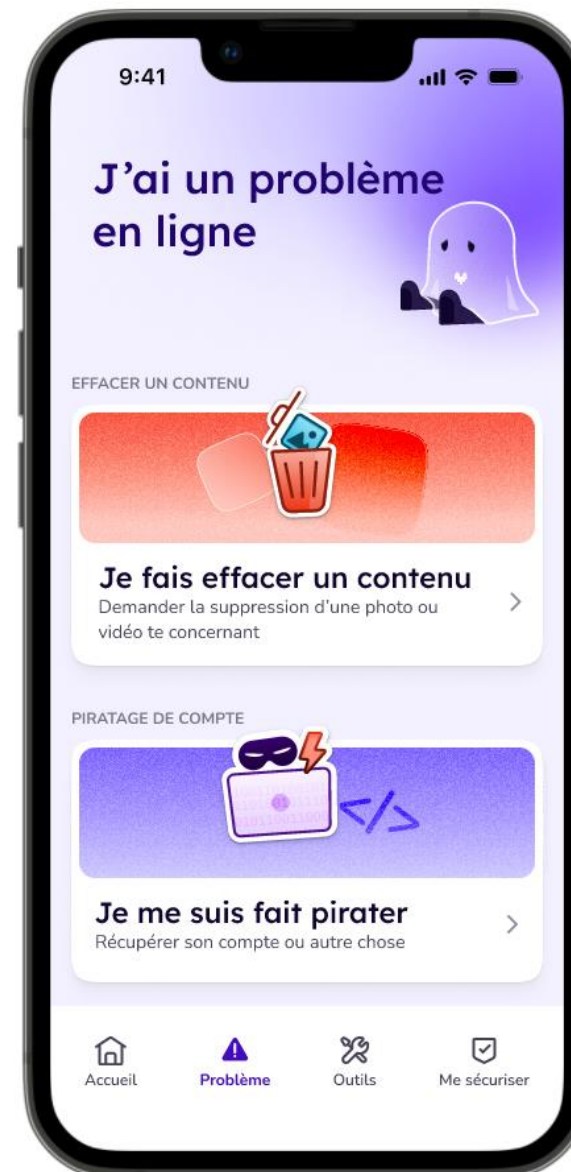 9:41
J’ai un problème
en ligne
EFFACER UN CONTENU
Je fais effacer un contenu
Demander la suppression d’une photo ou
vidéo te concernant
PIRATAGE DE COMPTE
</>
Je me suis fait pirater
Récupérer son compte ou autre chose
Accueil Problème Outils Me sécuriser